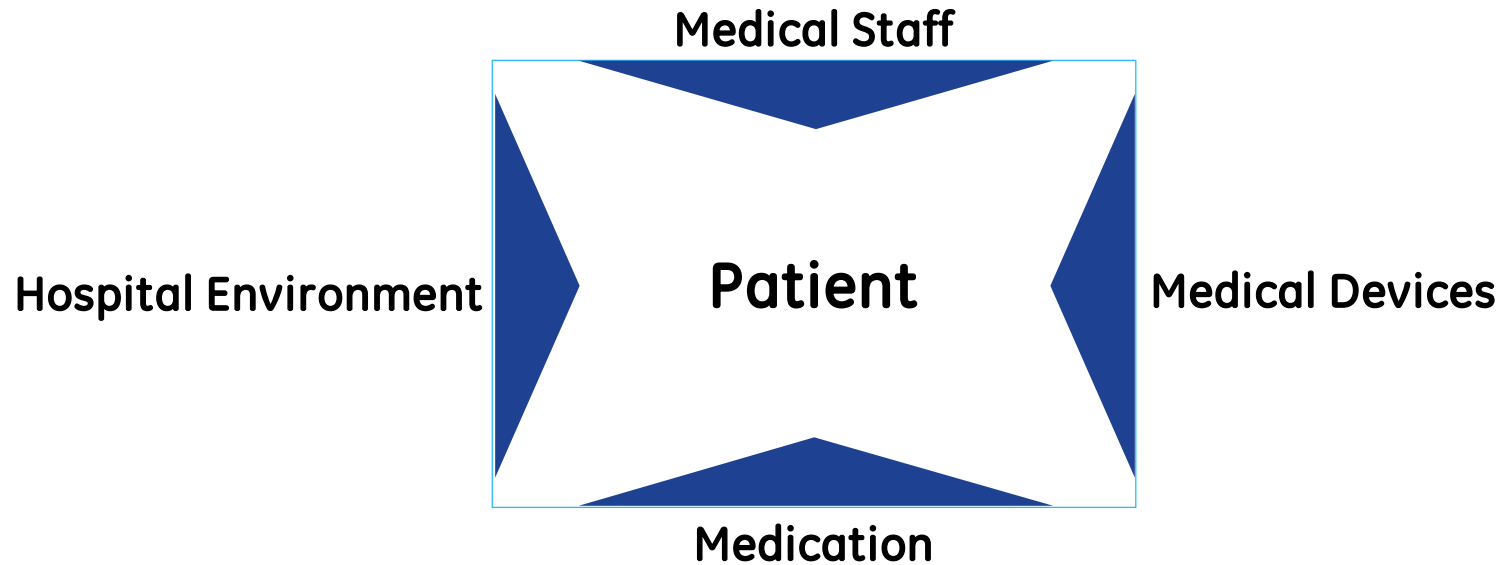 Medical Staff
Hospital Environment
Patient
Medical Devices
Medication